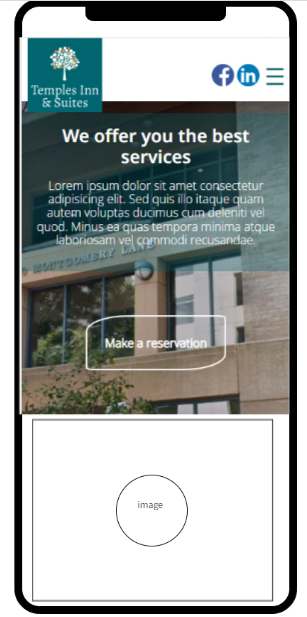 Temples Inn
& Suites
We offer you the best
services
Lorem ipsum dolor sit amet consectetur
adipisicing elit. Sed quis illo itaque quam
autem voluptas ducimus cum deleniti vel
quod. Minus ea quas tempora minima atque
laboriosam vel commodi recusandae.
MONTGOMERY LANE
Make a reservation
image